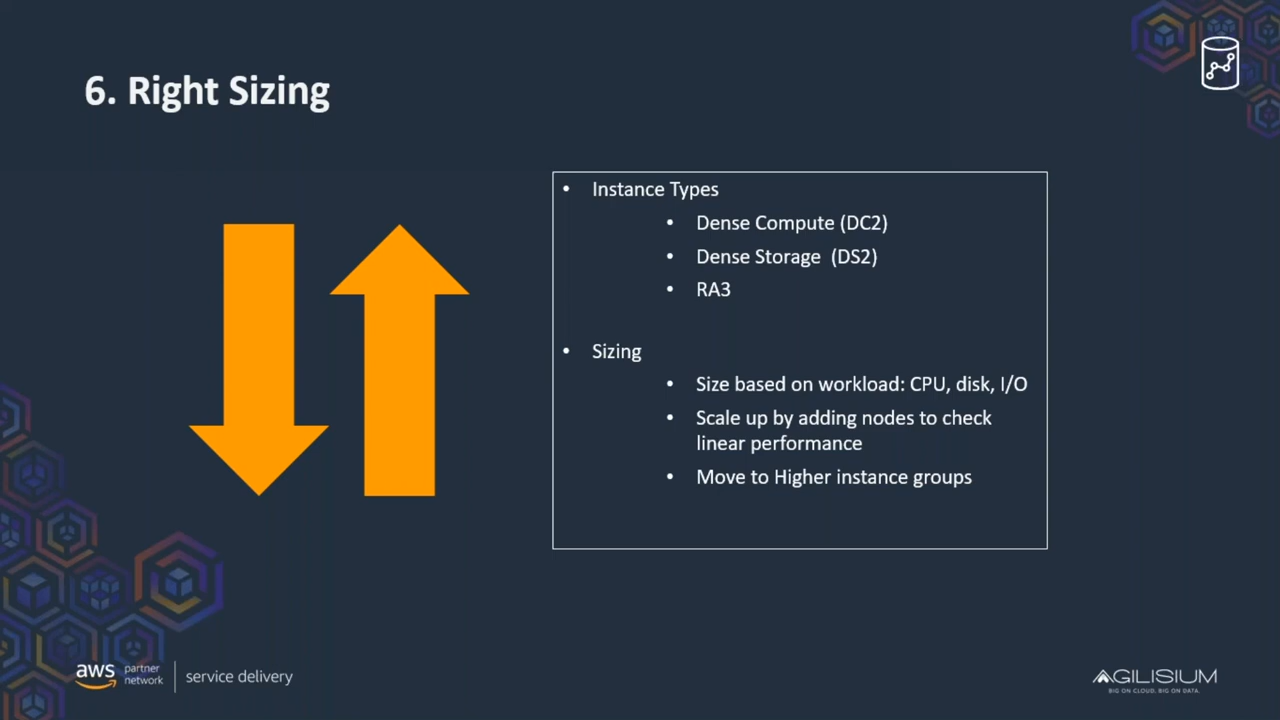 6. Right Sizing
• Instance Types
• Dense Compute (DC2)
• Dense Storage (DS2)
• RA3
• Sizing
• Size based on workload: CPU, disk, I/O
• Scale up by adding nodes to check
linear performance
• Move to Higher instance groups
aws partner network | service delivery
AGILISIUM
BIG ON CLOUD, BIG ON DATA.